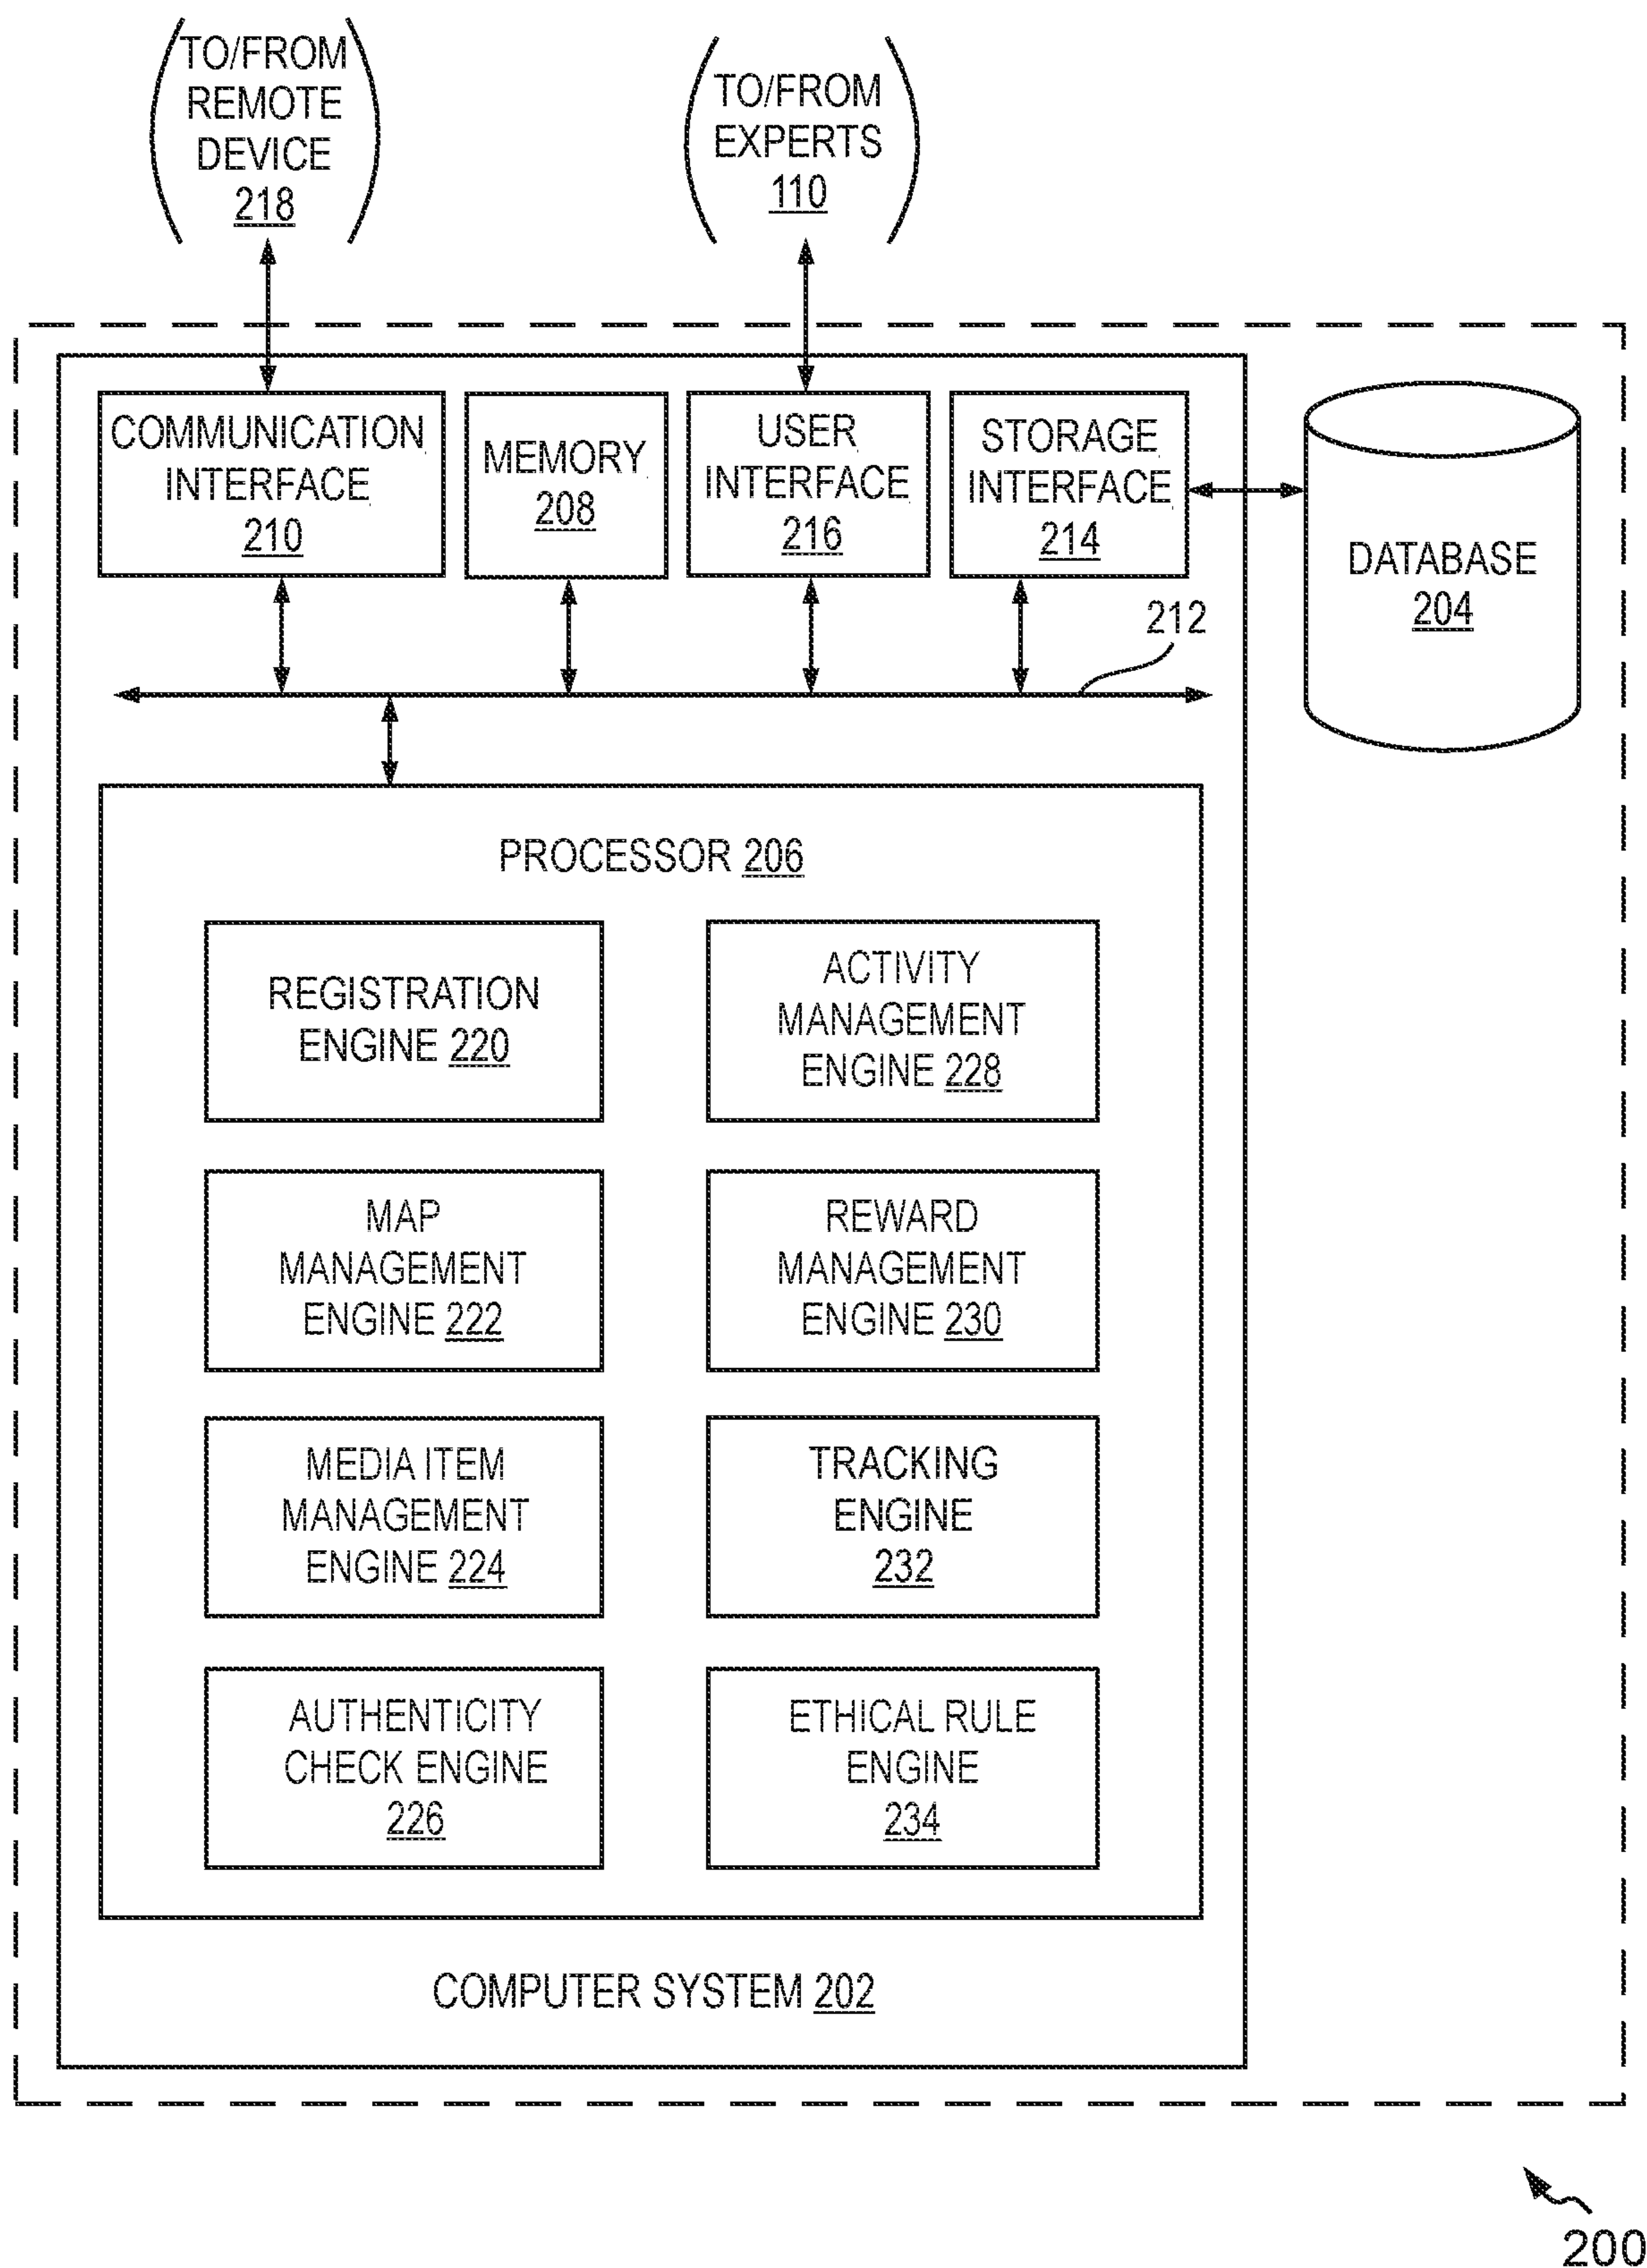 TO/FROM
REMOTE
DEVICE
218
TO/FROM
EXPERTS
110
COMMUNICATION
INTERFACE
210
MEMORY
208
USER
INTERFACE
216
STORAGE
INTERFACE
214
DATABASE
204
212
PROCESSOR 206
REGISTRATION
ENGINE 220
ACTIVITY
MANAGEMENT
ENGINE 228
MAP
MANAGEMENT
ENGINE 222
REWARD
MANAGEMENT
ENGINE 230
MEDIA ITEM
MANAGEMENT
ENGINE 224
TRACKING
ENGINE
232
AUTHENTICITY
CHECK ENGINE
226
ETHICAL RULE
ENGINE
234
COMPUTER SYSTEM 202
200